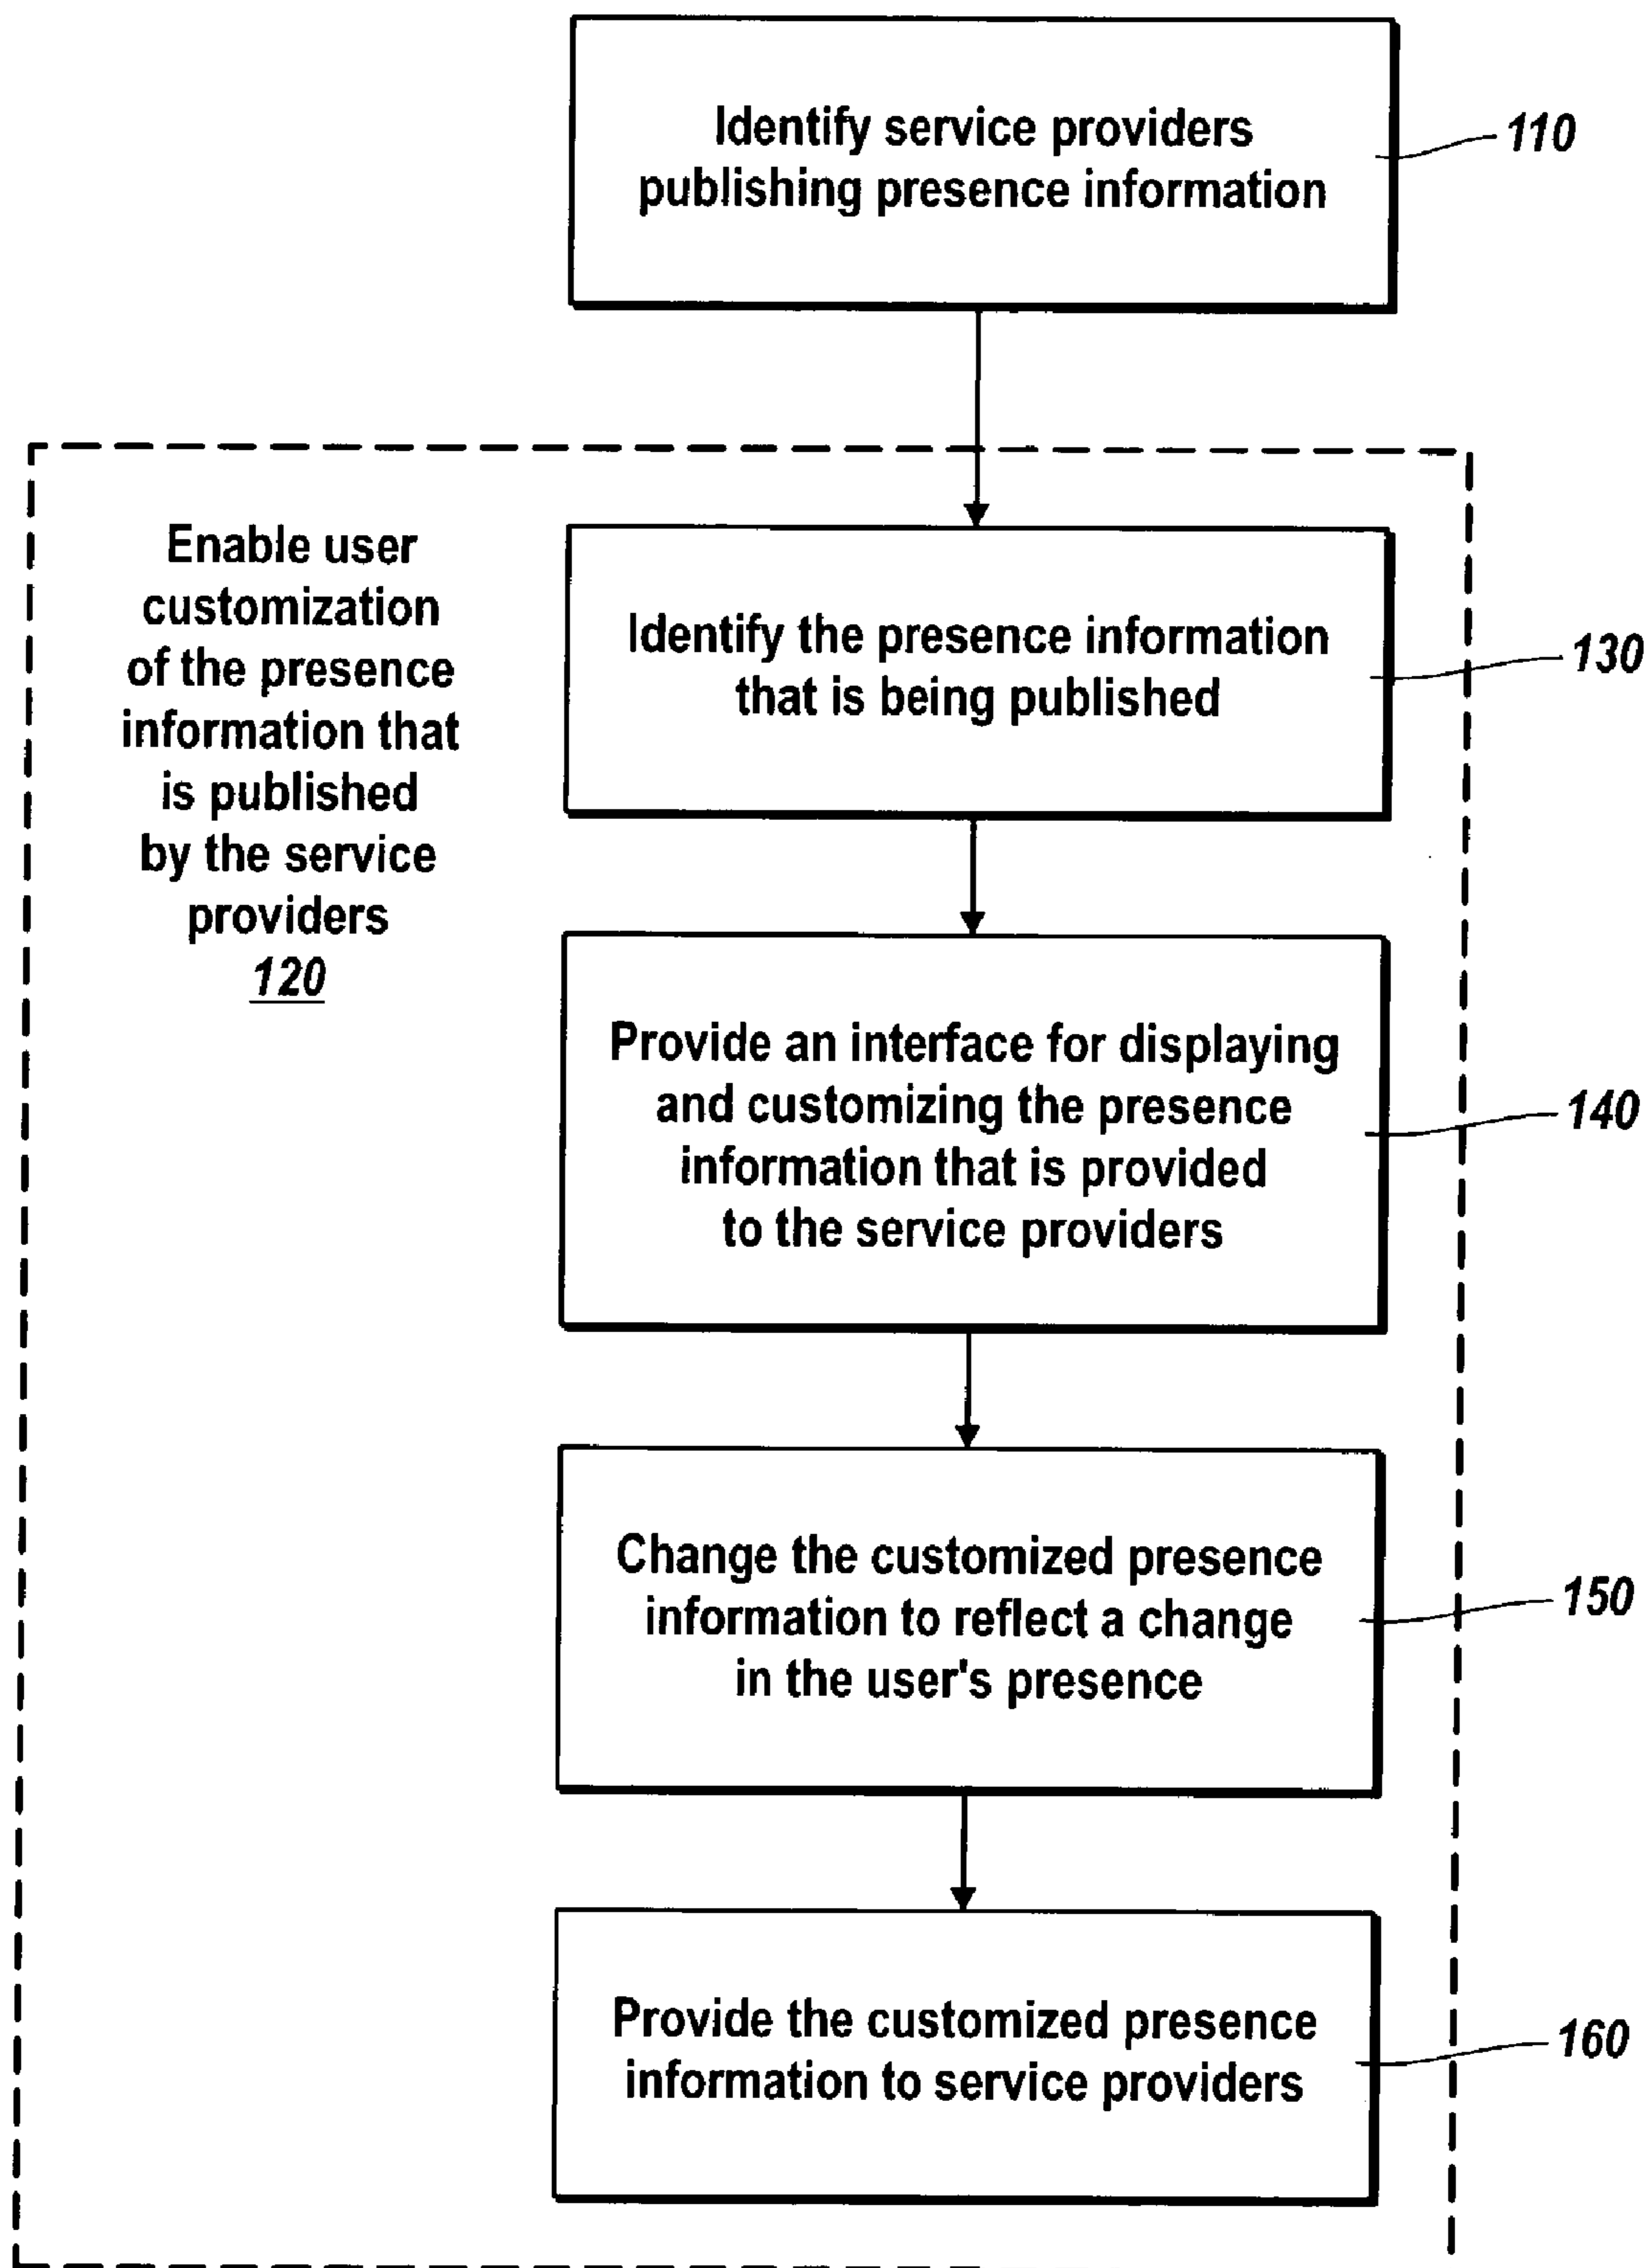 Identify service providers
publishing presence information
110
Enable user
customization
of the presence
information that
is published
by the service
providers
120
Identify the presence information
that is being published
130
Provide an interface for displaying
and customizing the presence
information that is provided
to the service providers
140
Change the customized presence
information to reflect a change
in the user's presence
150
Provide the customized presence
information to service providers
160